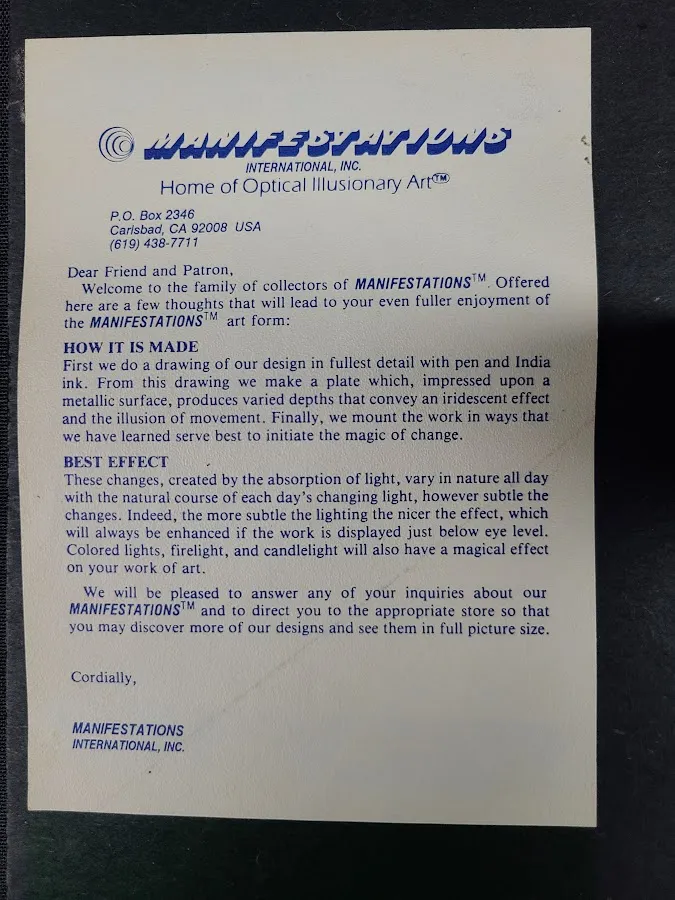 MANIFESTATIONS
INTERNATIONAL, INC.
Home of Optical Illusionary Art™
P.O. Box 2346
Carlsbad, CA 92008 USA
(619) 438-7711
Dear Friend and Patron,
Welcome to the family of collectors of MANIFESTATIONS™. Offered
here are a few thoughts that will lead to your even fuller enjoyment of
the MANIFESTATIONS™ art form:
HOW IT IS MADE
First we do a drawing of our design in fullest detail with pen and India
ink. From this drawing we make a plate which, impressed upon a
metallic surface, produces varied depths that convey an iridescent effect
and the illusion of movement. Finally, we mount the work in ways that
we have learned serve best to initiate the magic of change.
BEST EFFECT
These changes, created by the absorption of light, vary in nature all day
with the natural course of each day's changing light, however subtle the
changes. Indeed, the more subtle the lighting the nicer the effect, which
will always be enhanced if the work is displayed just below eye level.
Colored lights, firelight, and candlelight will also have a magical effect
on your work of art.
We will be pleased to answer any of your inquiries about our
MANIFESTATIONS™ and to direct you to the appropriate store so that
you may discover more of our designs and see them in full picture size.
Cordially,
MANIFESTATIONS
INTERNATIONAL, INC.